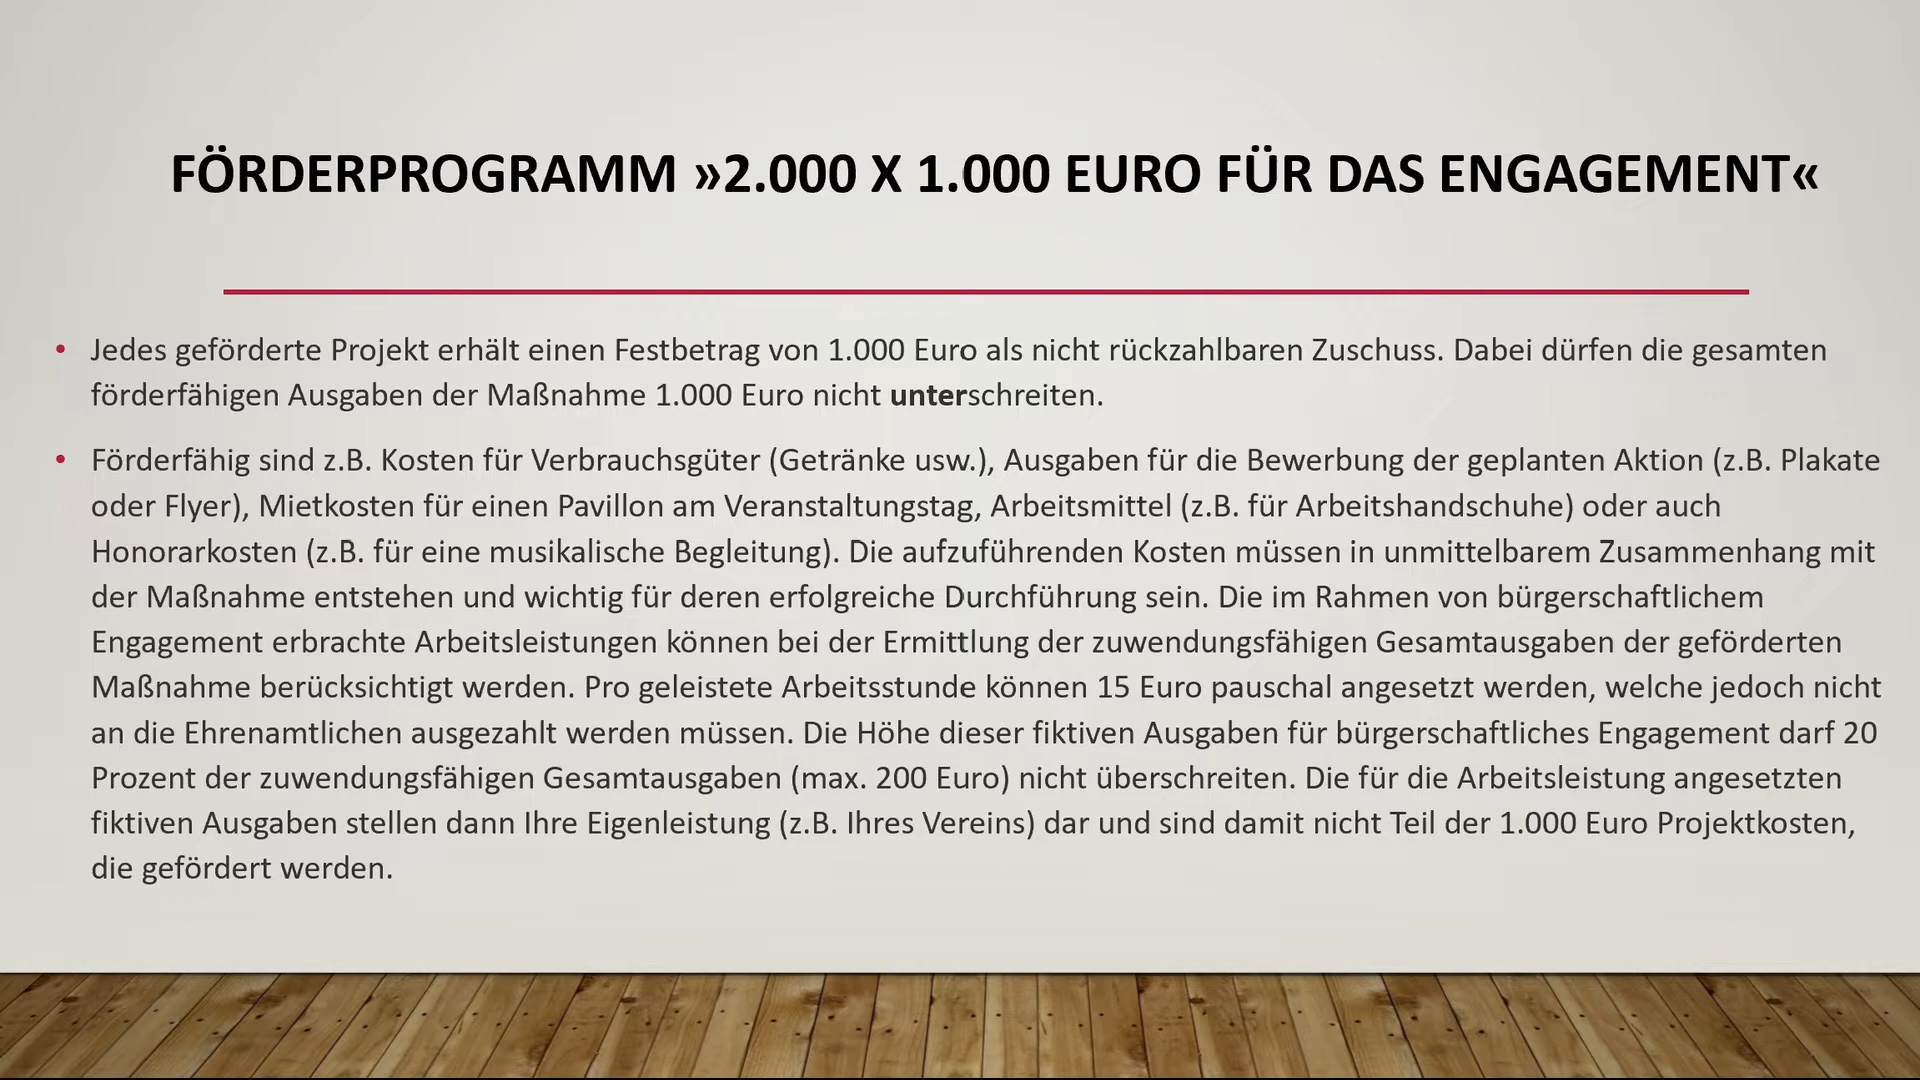 FÖRDERPROGRAMM »2.000 X 1.000 EURO FÜR DAS ENGAGEMENT«
• Jedes geförderte Projekt erhält einen Festbetrag von 1.000 Euro als nicht rückzahlbaren Zuschuss. Dabei dürfen die gesamten
förderfähigen Ausgaben der Maßnahme 1.000 Euro nicht unterschreiten.
• Förderfähig sind z.B. Kosten für Verbrauchsgüter (Getränke usw.), Ausgaben für die Bewerbung der geplanten Aktion (z.B. Plakate
oder Flyer), Mietkosten für einen Pavillon am Veranstaltungstag, Arbeitsmittel (z.B. für Arbeitshandschuhe) oder auch
Honorarkosten (z.B. für eine musikalische Begleitung). Die aufzuführenden Kosten müssen in unmittelbarem Zusammenhang mit
der Maßnahme entstehen und wichtig für deren erfolgreiche Durchführung sein. Die im Rahmen von bürgerschaftlichem
Engagement erbrachte Arbeitsleistungen können bei der Ermittlung der zuwendungsfähigen Gesamtausgaben der geförderten
Maßnahme berücksichtigt werden. Pro geleistete Arbeitsstunde können 15 Euro pauschal angesetzt werden, welche jedoch nicht
an die Ehrenamtlichen ausgezahlt werden müssen. Die Höhe dieser fiktiven Ausgaben für bürgerschaftliches Engagement darf 20
Prozent der zuwendungsfähigen Gesamtausgaben (max. 200 Euro) nicht überschreiten. Die für die Arbeitsleistung angesetzten
fiktiven Ausgaben stellen dann Ihre Eigenleistung (z.B. Ihres Vereins) dar und sind damit nicht Teil der 1.000 Euro Projektkosten,
die gefördert werden.